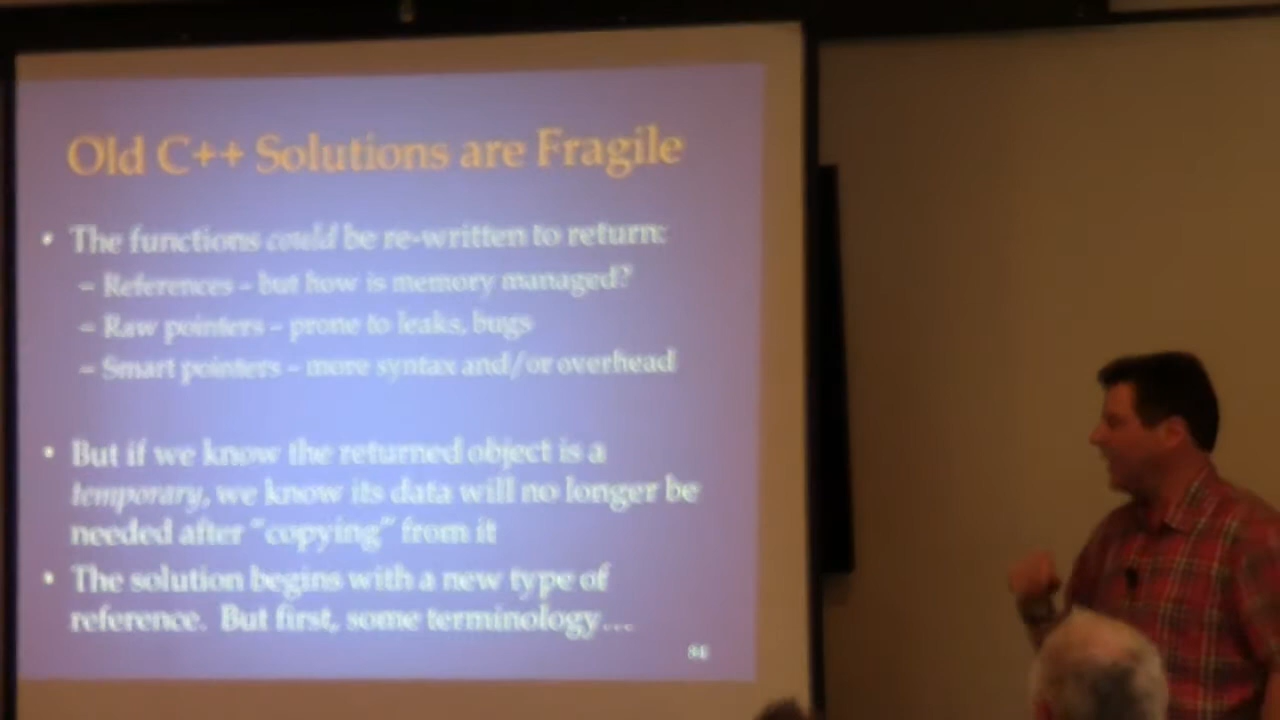 Old C++ Solutions are Fragile
• The functions could be re-written to return:
– References – but how is memory managed?
– Raw pointers – prone to leaks, bugs
– Smart pointers – more syntax and/or overhead
• But if we know the returned object is a
temporary, we know its data will no longer be
needed after "copying" from it
• The solution begins with a new type of
reference. But first, some terminology…